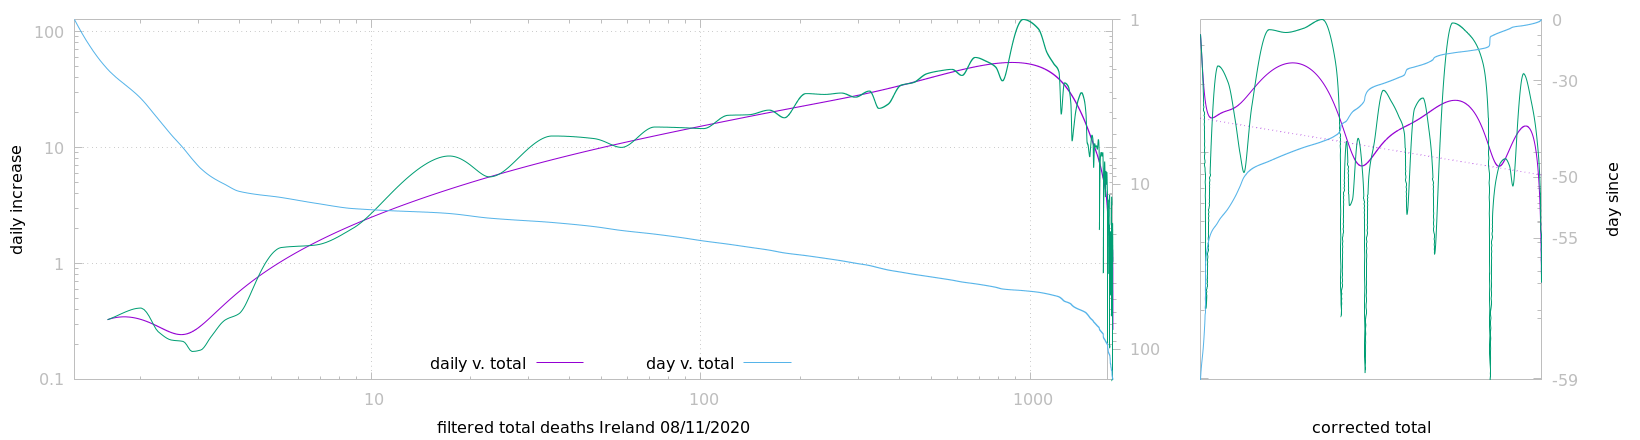 100
10
1
0.1
daily increase
daily v. total
day v. total
10
100
1000
filtered total deaths Ireland 08/11/2020
1
10
100
0
-30
-50
-55
-59
day since
corrected total